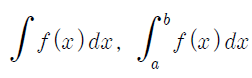 ∫ f(x) dx, ∫_a^b f(x) dx